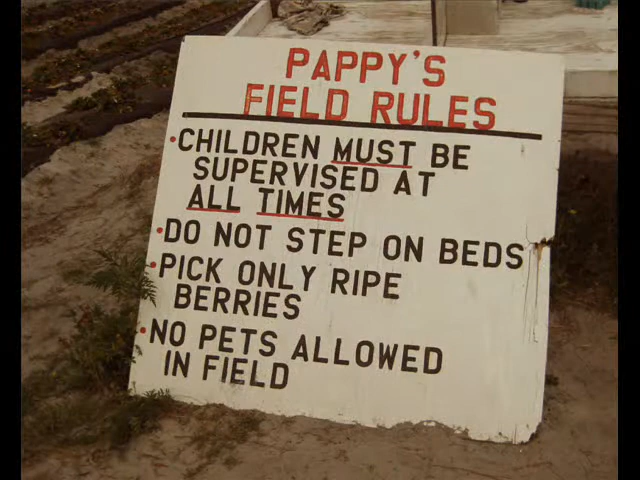 PAPPY'S
FIELD RULES
•CHILDREN MUST BE
SUPERVISED AT
ALL TIMES
•DO NOT STEP ON BEDS
•PICK ONLY RIPE
BERRIES
•NO PETS ALLOWED
IN FIELD